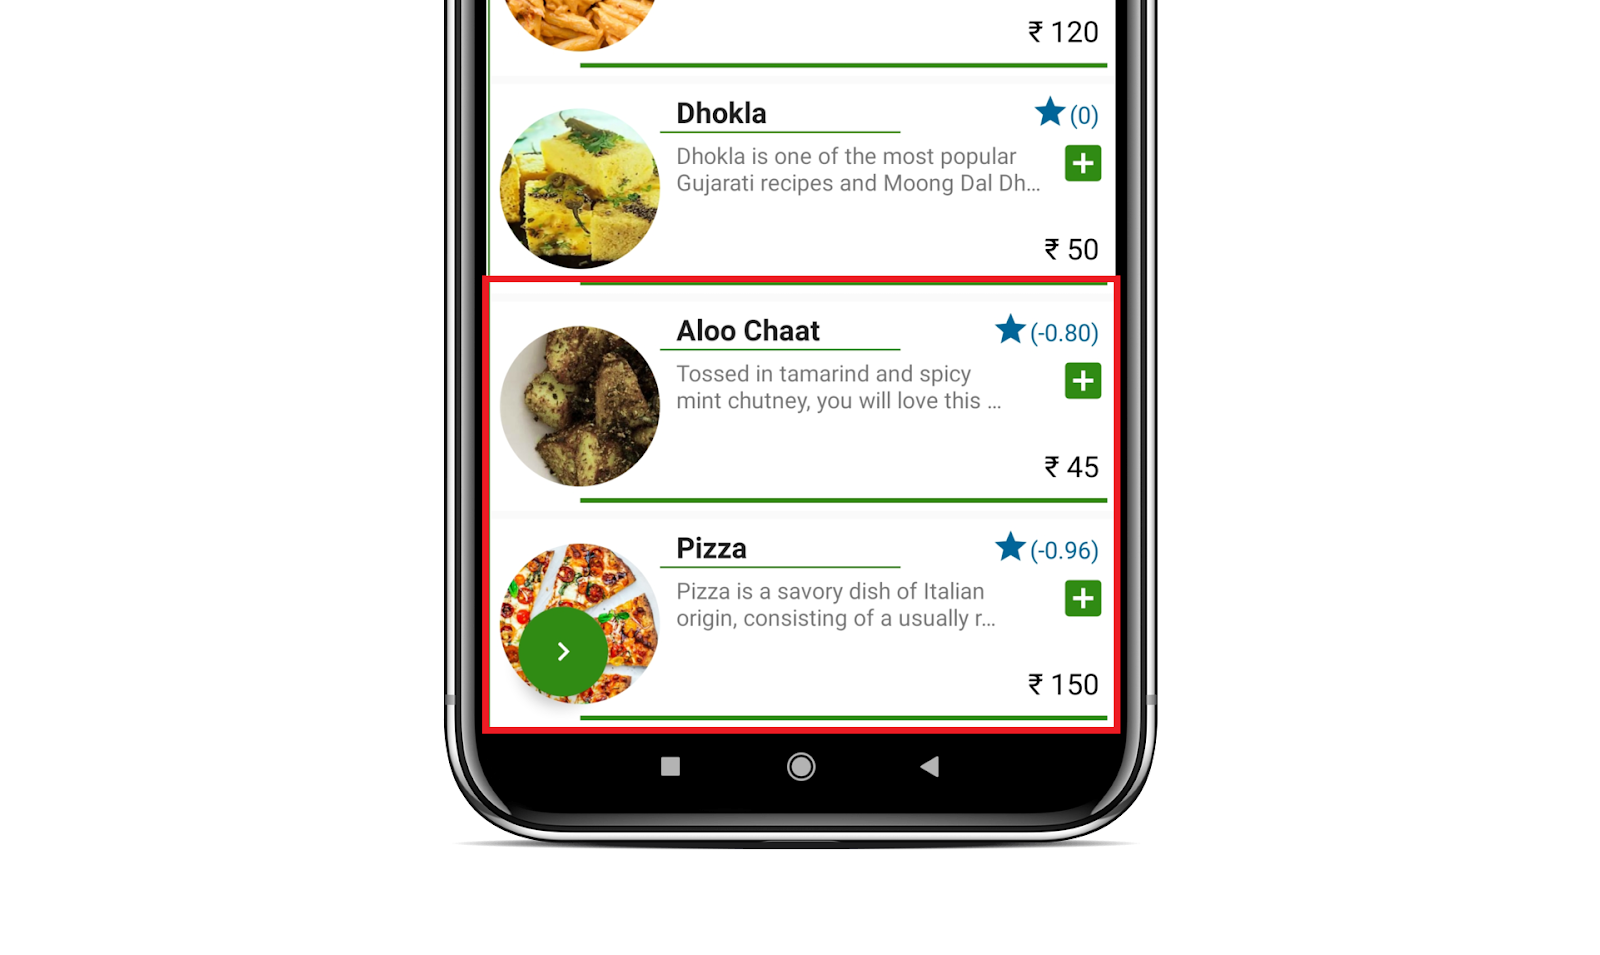 ₹ 120
Dhokla
(0)
Dhokla is one of the most popular
Gujarati recipes and Moong Dal Dh...
₹ 50
Aloo Chaat
(-0.80)
Tossed in tamarind and spicy
mint chutney, you will love this ...
₹ 45
Pizza
(-0.96)
Pizza is a savory dish of Italian
origin, consisting of a usually r...
₹ 150